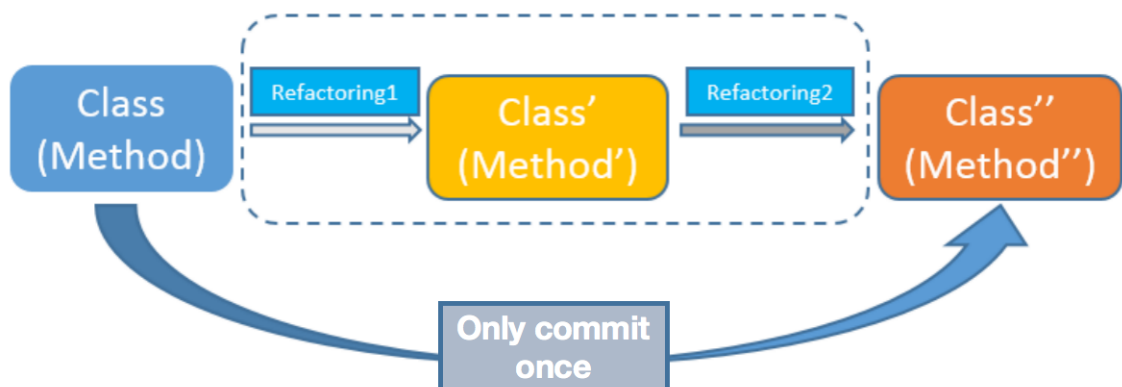 Class
(Method)
Refactoring1
Class’
(Method’)
Refactoring2
Class’’
(Method’’)
Only commit
once